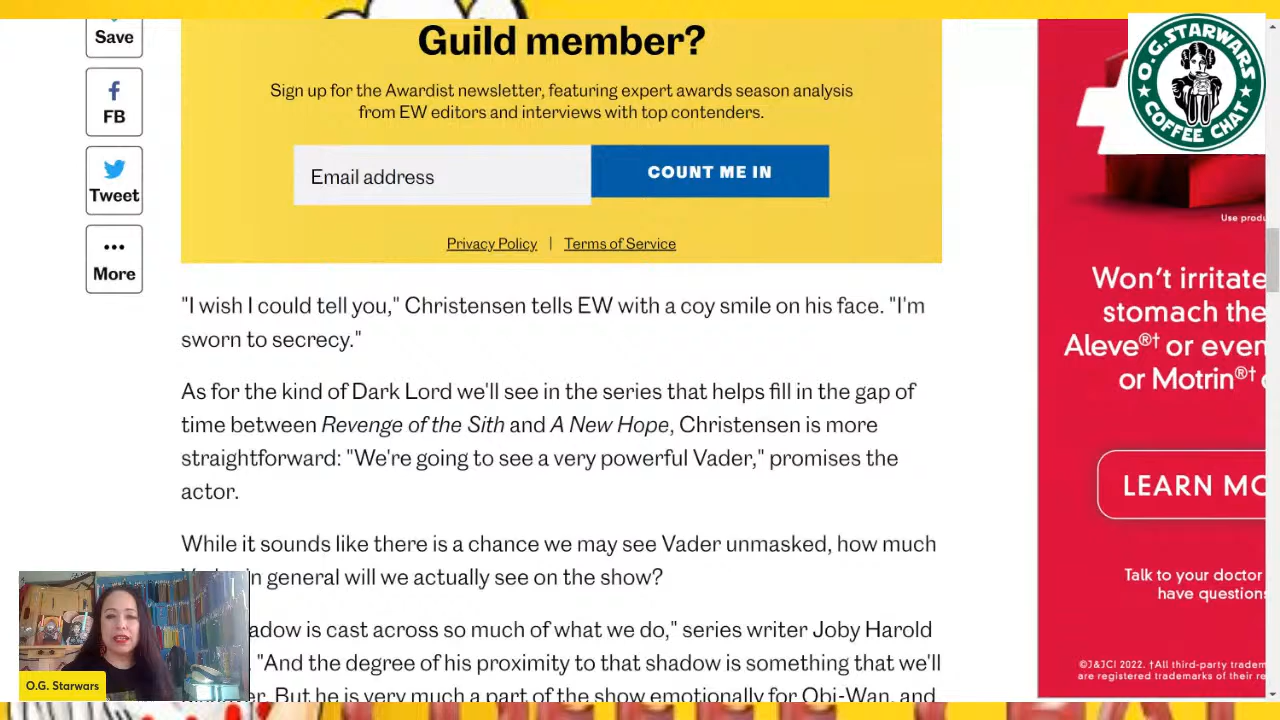 Save
FB
Tweet
More
Guild member?
Sign up for the Awardist newsletter, featuring expert awards season analysis
from EW editors and interviews with top contenders.
Email address
COUNT ME IN
Privacy Policy | Terms of Service
"I wish I could tell you," Christensen tells EW with a coy smile on his face. "I'm
sworn to secrecy."
As for the kind of Dark Lord we'll see in the series that helps fill in the gap of
time between Revenge of the Sith and A New Hope, Christensen is more
straightforward: "We're going to see a very powerful Vader," promises the
actor.
While it sounds like there is a chance we may see Vader unmasked, how much
in general will we actually see on the show?
adow is cast across so much of what we do," series writer Joby Harold
"And the degree of his proximity to that shadow is something that we'll
er. But he is very much a part of the show emotionally for Obi-Wan, and
O.G. Starwars
O.G.STARWARS
COFFEE CHAT
Use produ
Won't irritate
stomach the
Aleve®† or even
or Motrin®†
LEARN MO
Talk to your doctor
have questions
©J&JCI 2022. †All third-party tradem
are registered trademarks of their re